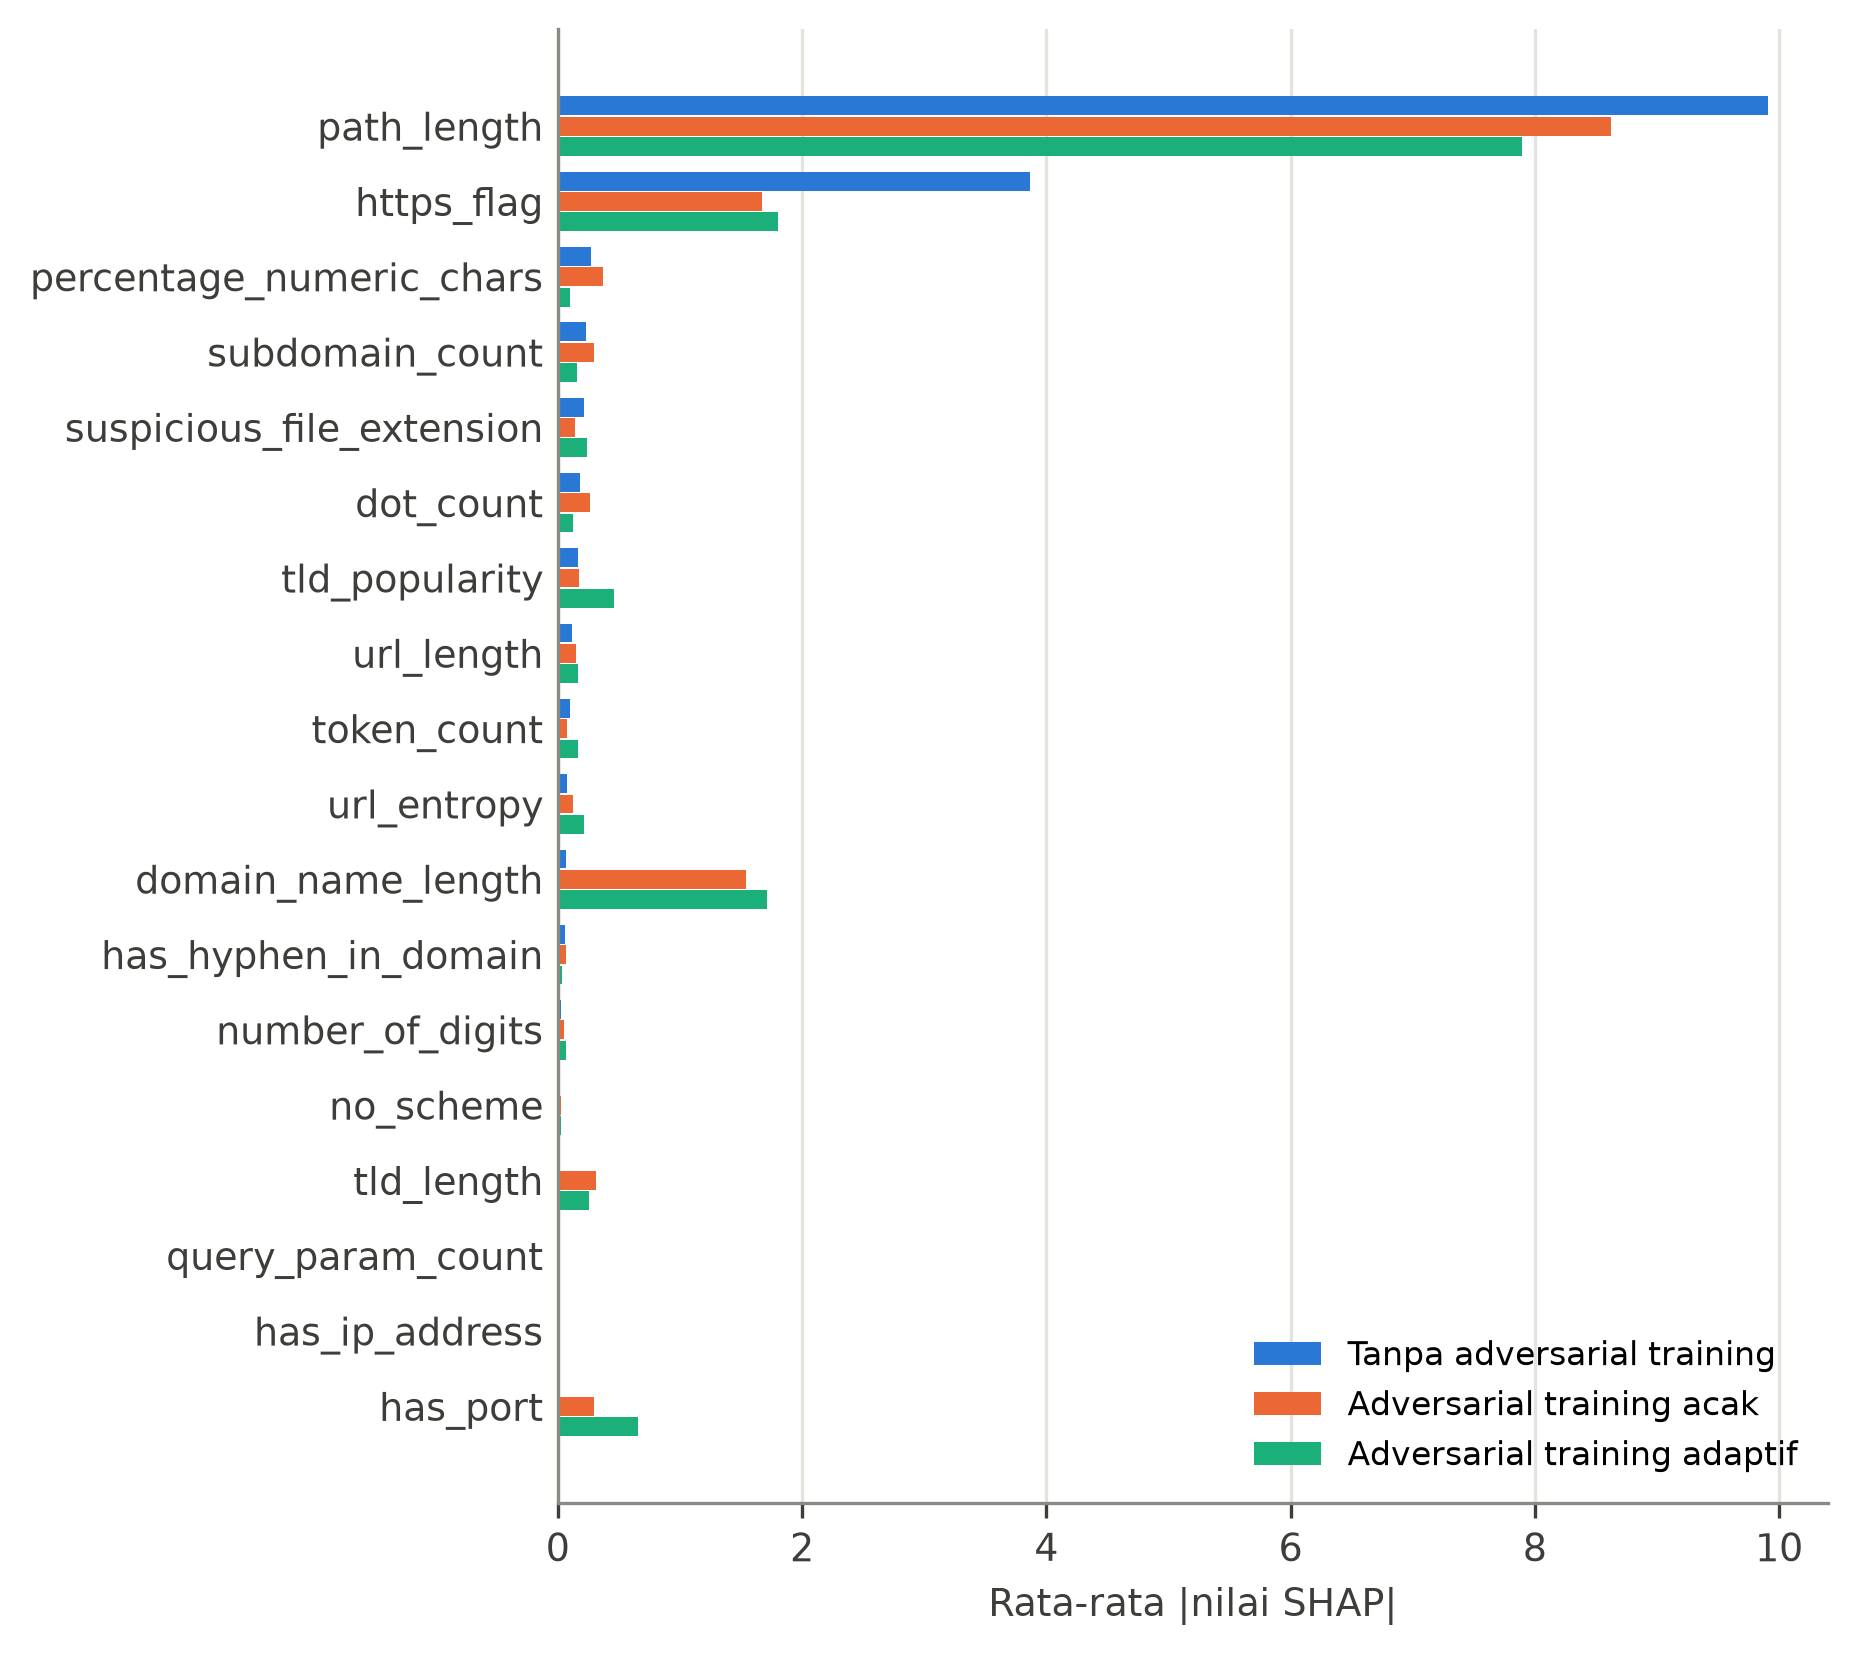 path_length
https_flag
percentage_numeric_chars
subdomain_count
suspicious_file_extension
dot_count
tld_popularity
url_length
token_count
url_entropy
domain_name_length
has_hyphen_in_domain
number_of_digits
no_scheme
tld_length
query_param_count
has_ip_address
has_port
Tanpa adversarial training
Adversarial training acak
Adversarial training adaptif
0 2 4 6 8 10
Rata-rata |nilai SHAP|